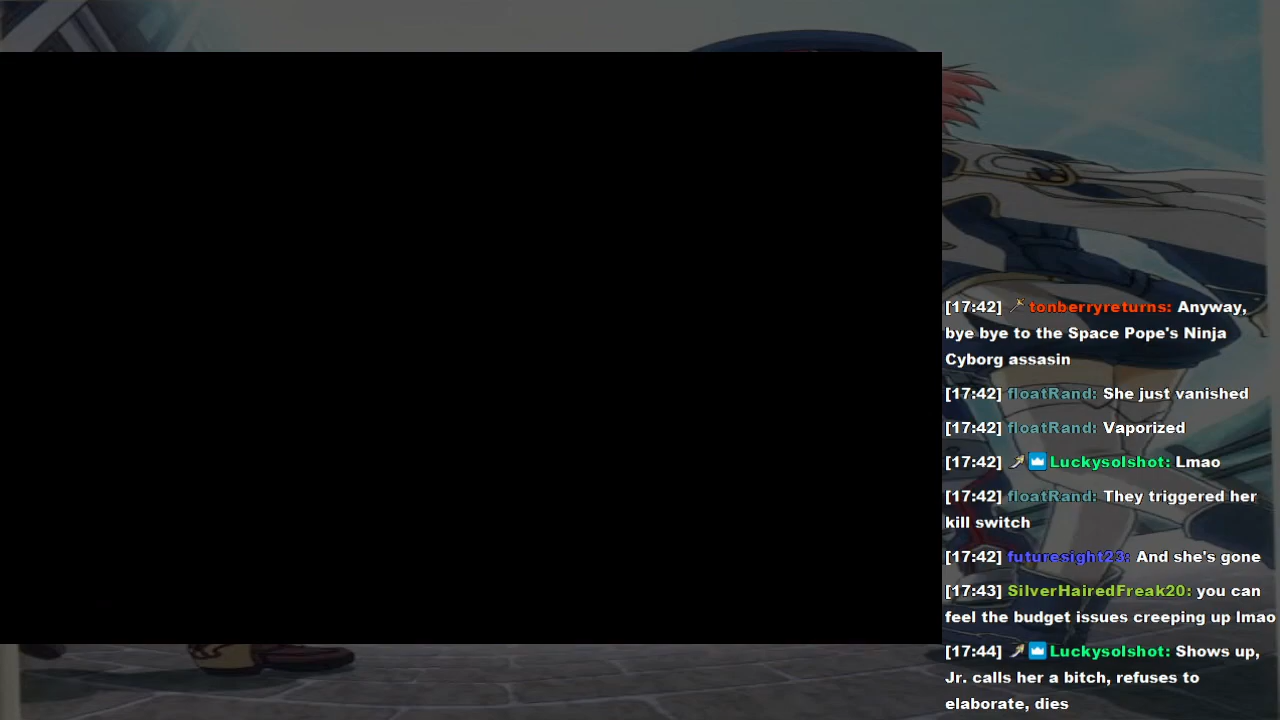 [17:42] tonberryreturns: Anyway,
bye bye to the Space Pope's Ninja
Cyborg assasin
[17:42] floatRand: She just vanished
[17:42] floatRand: Vaporized
[17:42] Luckysolshot: Lmao
[17:42] floatRand: They triggered her
kill switch
[17:42] futuresight23: And she's gone
[17:43] SilverHairedFreak20: you can
feel the budget issues creeping up lmao
[17:44] Luckysolshot: Shows up,
Jr. calls her a bitch, refuses to
elaborate, dies